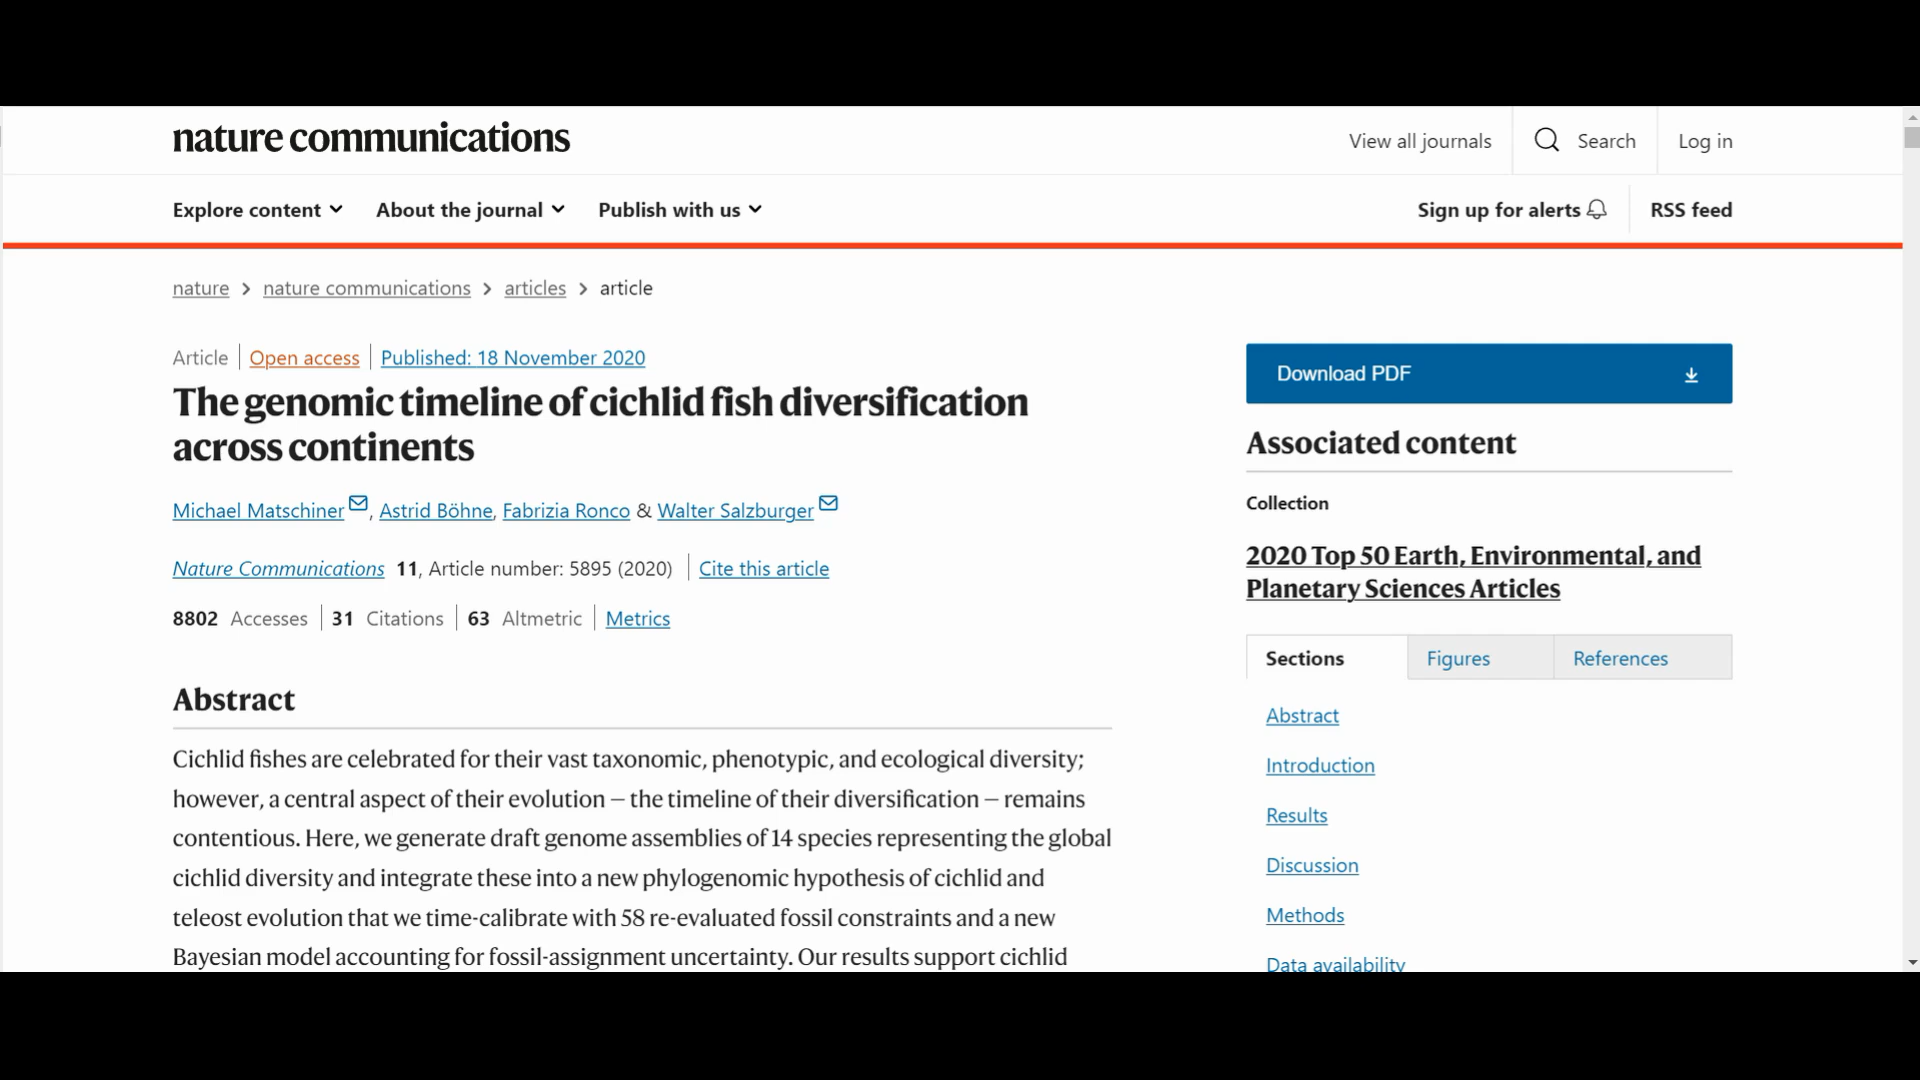 nature communications
View all journals
Search
Log in
Explore content
About the journal
Publish with us
Sign up for alerts
RSS feed
nature > nature communications > articles > article
Article | Open access | Published: 18 November 2020
The genomic timeline of cichlid fish diversification
across continents
Michael Matschiner, Astrid Böhne, Fabrizia Ronco & Walter Salzburger
Nature Communications 11, Article number: 5895 (2020) | Cite this article
8802 Accesses | 31 Citations | 63 Altmetric | Metrics
Abstract
Cichlid fishes are celebrated for their vast taxonomic, phenotypic, and ecological diversity;
however, a central aspect of their evolution – the timeline of their diversification – remains
contentious. Here, we generate draft genome assemblies of 14 species representing the global
cichlid diversity and integrate these into a new phylogenomic hypothesis of cichlid and
teleost evolution that we time-calibrate with 58 re-evaluated fossil constraints and a new
Bayesian model accounting for fossil-assignment uncertainty. Our results support cichlid
Download PDF
Associated content
Collection
2020 Top 50 Earth, Environmental, and
Planetary Sciences Articles
Sections
Figures
References
Abstract
Introduction
Results
Discussion
Methods
Data availability